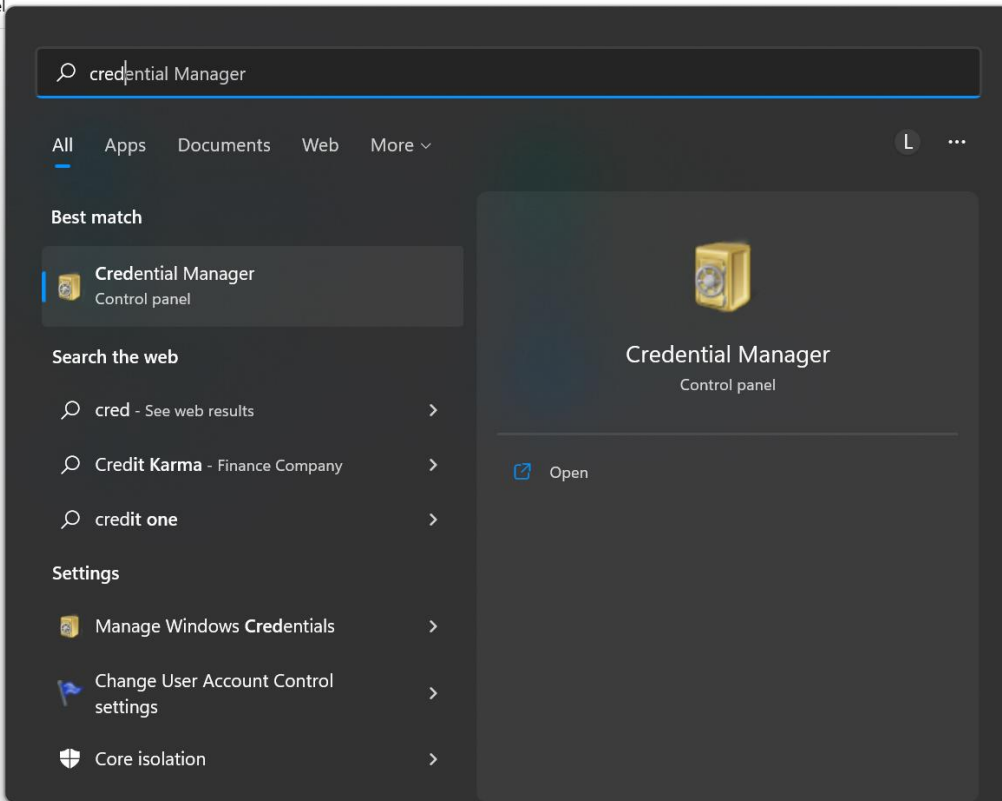 credential Manager
All Apps Documents Web More
L ...
Best match
Credential Manager
Control panel
Search the web
cred - See web results
Credit Karma - Finance Company
credit one
Settings
Manage Windows Credentials
Change User Account Control
settings
Core isolation
Credential Manager
Control panel
Open